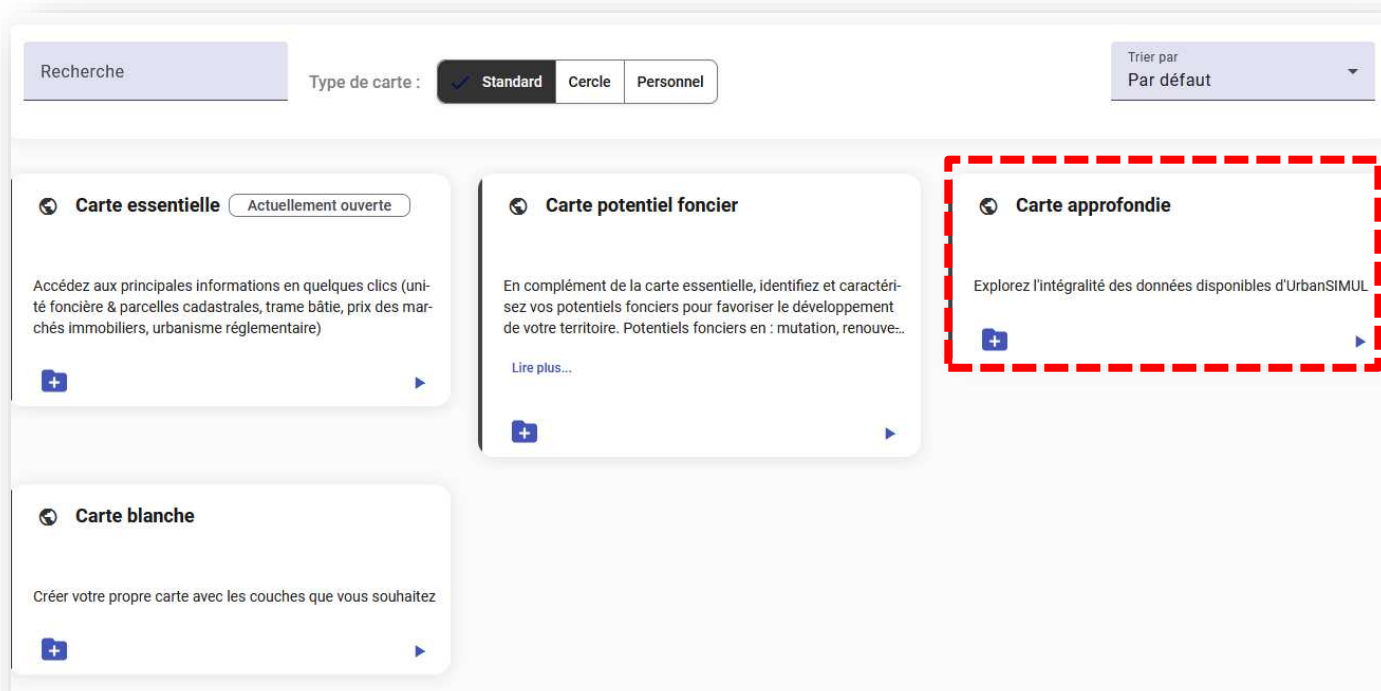 Recherche
Type de carte :
Standard
Cercle
Personnel
Trier par
Par défaut
Carte essentielle
Actuellement ouverte
Accédez aux principales informations en quelques clics (uni-
té foncière & parcelles cadastrales, trame bâtie, prix des mar-
chés immobiliers, urbanisme réglementaire)
Carte potentiel foncier
En complément de la carte essentielle, identifiez et caractéri-
sez vos potentiels fonciers pour favoriser le développement
de votre territoire. Potentiels fonciers en : mutation, renouve...
Lire plus...
Carte approfondie
Explorez l'intégralité des données disponibles d'UrbanSIMUL
Carte blanche
Créer votre propre carte avec les couches que vous souhaitez